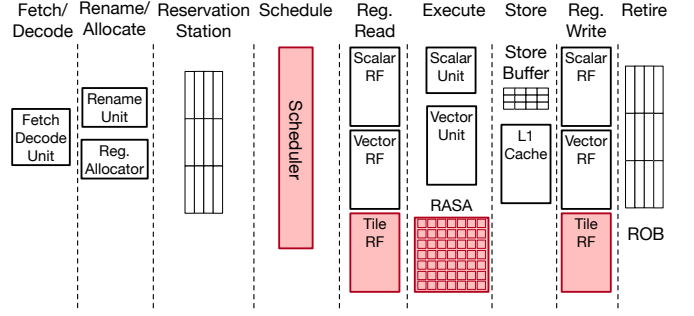 Fetch/
Decode
Rename/
Allocate
Reservation
Station
Schedule
Reg.
Read
Execute
Store
Reg.
Write
Retire
Fetch
Decode
Unit
Rename
Unit
Reg.
Allocator
Scheduler
Scalar
RF
Vector
RF
Tile
RF
Scalar
Unit
Vector
Unit
RASA
Store
Buffer
L1
Cache
Scalar
RF
Vector
RF
Tile
RF
ROB